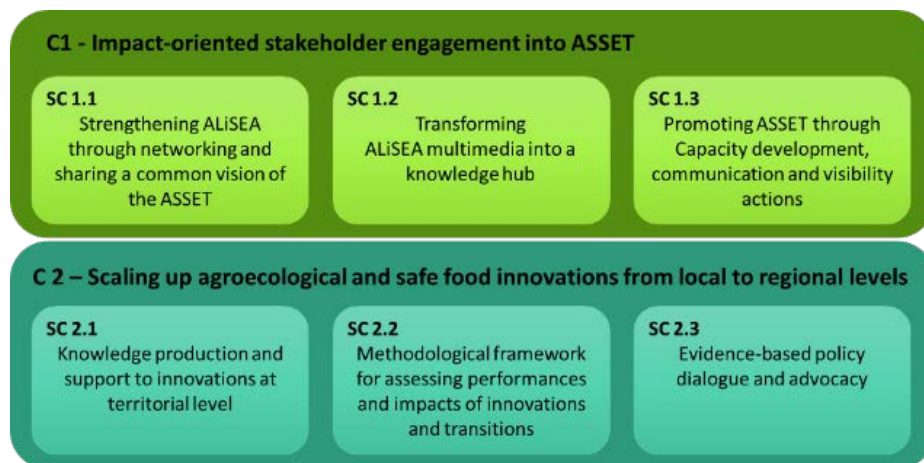 C1 - Impact-oriented stakeholder engagement into ASSET
SC 1.1
Strengthening ALiSEA
through networking and
sharing a common vision of
the ASSET
SC 1.2
Transforming
ALiSEA multimedia into a
knowledge hub
SC 1.3
Promoting ASSET through
Capacity development,
communication and visibility
actions
C 2 – Scaling up agroecological and safe food innovations from local to regional levels
SC 2.1
Knowledge production and
support to innovations at
territorial level
SC 2.2
Methodological framework
for assessing performances
and impacts of innovations
and transitions
SC 2.3
Evidence-based policy
dialogue and advocacy